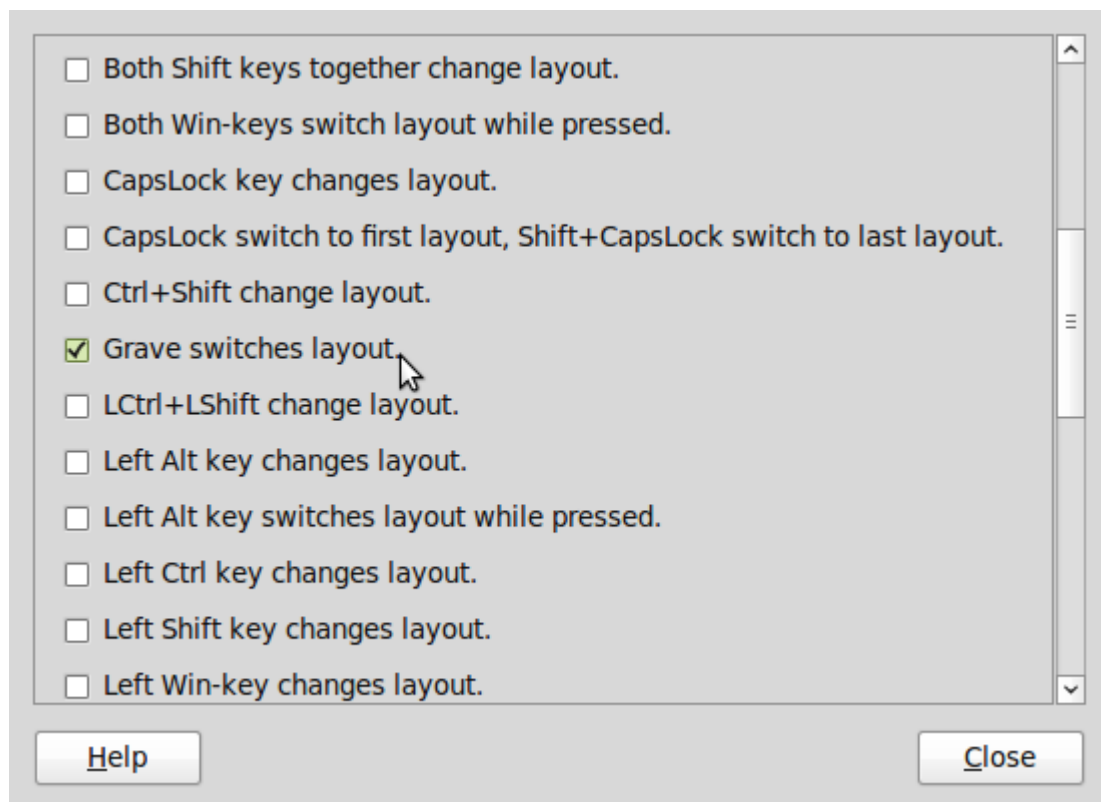 Both Shift keys together change layout.
Both Win-keys switch layout while pressed.
CapsLock key changes layout.
CapsLock switch to first layout, Shift+CapsLock switch to last layout.
Ctrl+Shift change layout.
Grave switches layout.
LCtrl+LShift change layout.
Left Alt key changes layout.
Left Alt key switches layout while pressed.
Left Ctrl key changes layout.
Left Shift key changes layout.
Left Win-key changes layout.
Help
Close